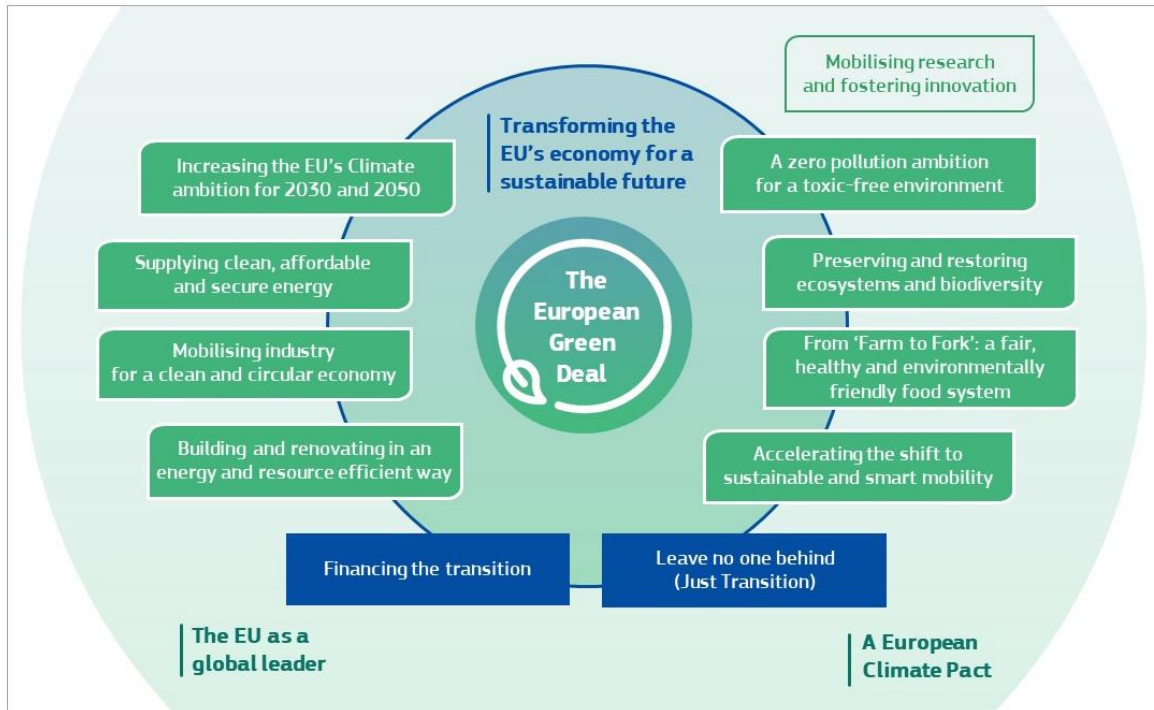 Mobilising research
and fostering innovation
Transforming the
EU's economy for a
sustainable future
Increasing the EU's Climate
ambition for 2030 and 2050
A zero pollution ambition
for a toxic-free environment
Supplying clean, affordable
and secure energy
Preserving and restoring
ecosystems and biodiversity
The
European
Green
Deal
Mobilising industry
for a clean and circular economy
From ‘Farm to Fork’: a fair,
healthy and environmentally
friendly food system
Building and renovating in an
energy and resource efficient way
Accelerating the shift to
sustainable and smart mobility
Financing the transition
Leave no one behind
(Just Transition)
The EU as a
global leader
A European
Climate Pact